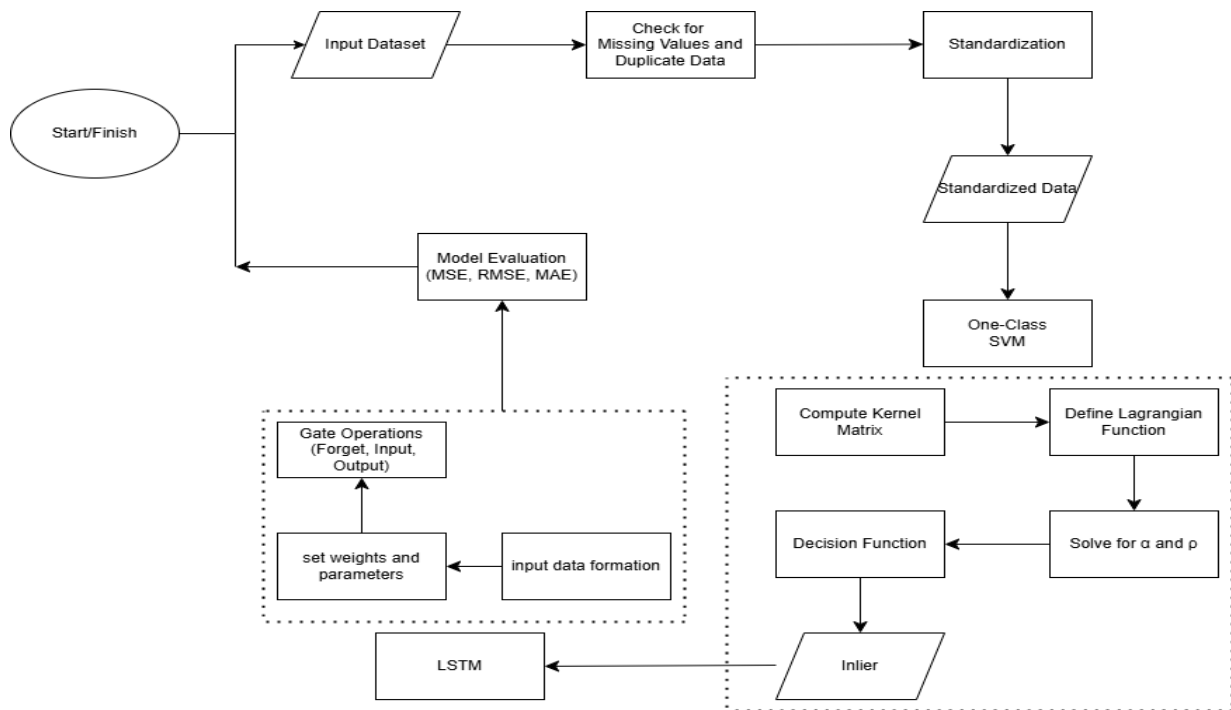 Start/Finish
Input Dataset
Check for
Missing Values and
Duplicate Data
Standardization
Standardized Data
One-Class
SVM
Compute Kernel
Matrix
Define Lagrangian
Function
Solve for α and ρ
Decision Function
Inlier
LSTM
input data formation
set weights and
parameters
Gate Operations
(Forget, Input,
Output)
Model Evaluation
(MSE, RMSE, MAE)